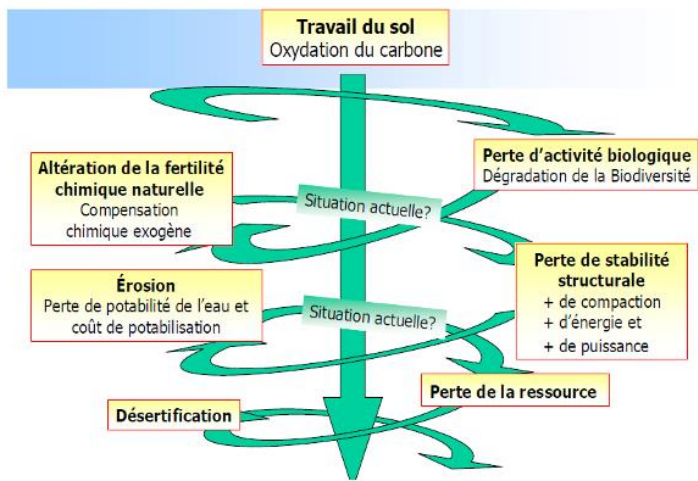 Travail du sol
Oxydation du carbone
Perte d'activité biologique
Dégradation de la Biodiversité
Altération de la fertilité
chimique naturelle
Compensation
chimique exogène
Situation actuelle?
Perte de stabilité
structurale
+ de compaction
+ d'énergie et
+ de puissance
Érosion
Perte de potabilité de l'eau et
coût de potabilisation
Situation actuelle?
Perte de la ressource
Désertification